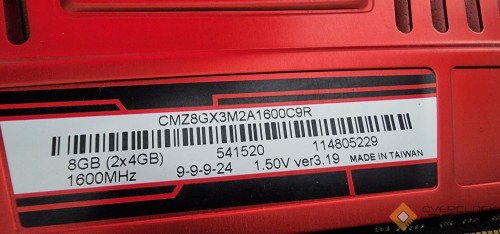 CMZ8GX3M2A1600C9R
8GB (2x4GB) 541520 114805229
1600MHz 9-9-9-24 1.50V ver3.19 MADE IN TAIWAN